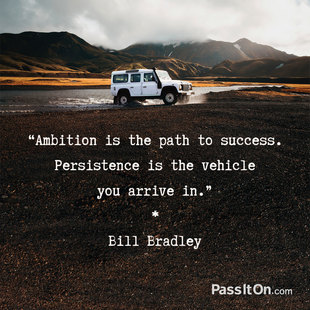 “Ambition is the path to success.
Persistence is the vehicle
you arrive in.”
*
Bill Bradley
PassItOn.com